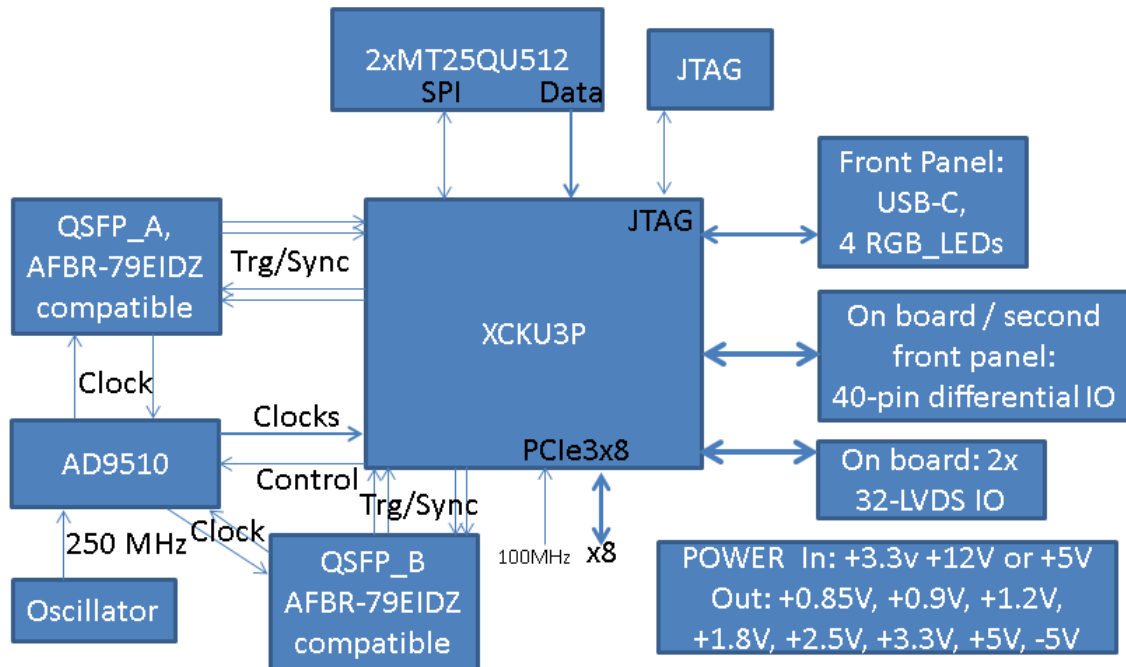 2xMT25QU512
SPI
Data
JTAG
Front Panel:
USB-C,
4 RGB_LEDs
JTAG
QSFP_A,
AFBR-79EIDZ
compatible
Trg/Sync
XCKU3P
On board / second
front panel:
40-pin differential IO
Clock
Clocks
AD9510
Control
PCIe3x8
On board: 2x
32-LVDS IO
Trg/Sync
250 MHz
Clock
100MHz
x8
Oscillator
QSFP_B
AFBR-79EIDZ
compatible
POWER In: +3.3v +12V or +5V
Out: +0.85V, +0.9V, +1.2V,
+1.8V, +2.5V, +3.3V, +5V, -5V